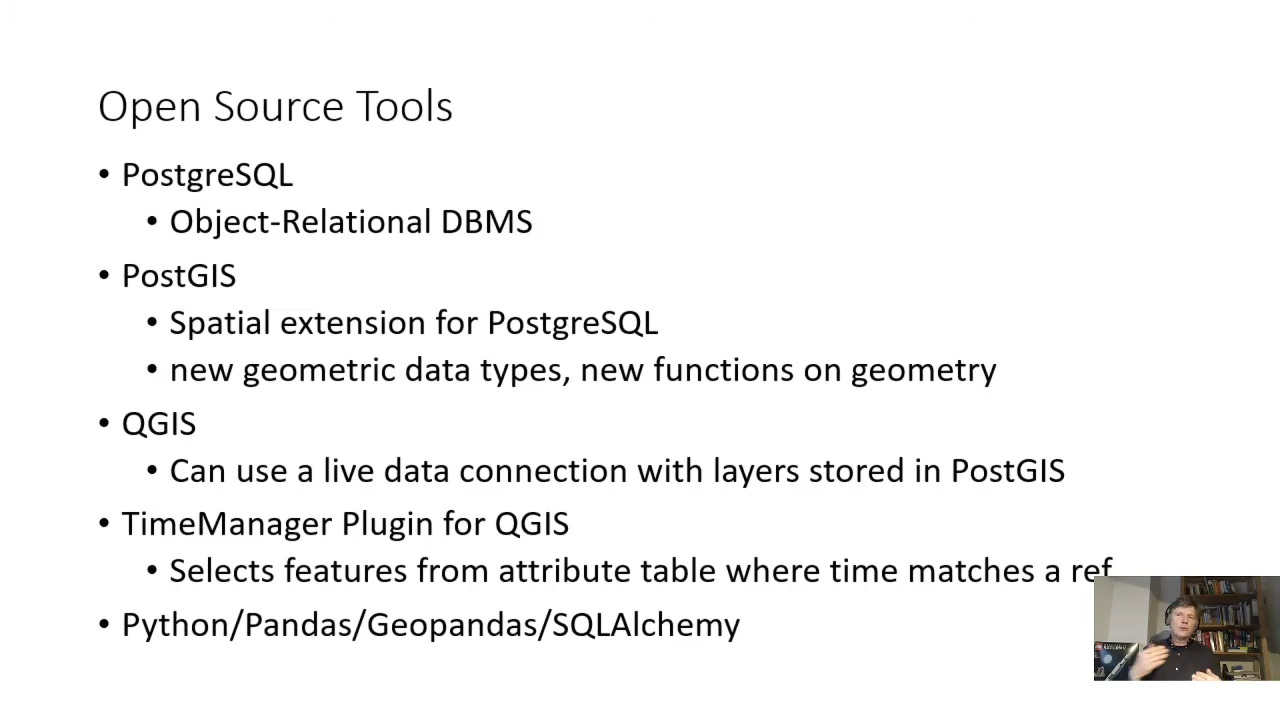 Open Source Tools
• PostgreSQL
• Object-Relational DBMS
• PostGIS
• Spatial extension for PostgreSQL
• new geometric data types, new functions on geometry
• QGIS
• Can use a live data connection with layers stored in PostGIS
• TimeManager Plugin for QGIS
• Selects features from attribute table where time matches a ref
• Python/Pandas/Geopandas/SQLAlchemy